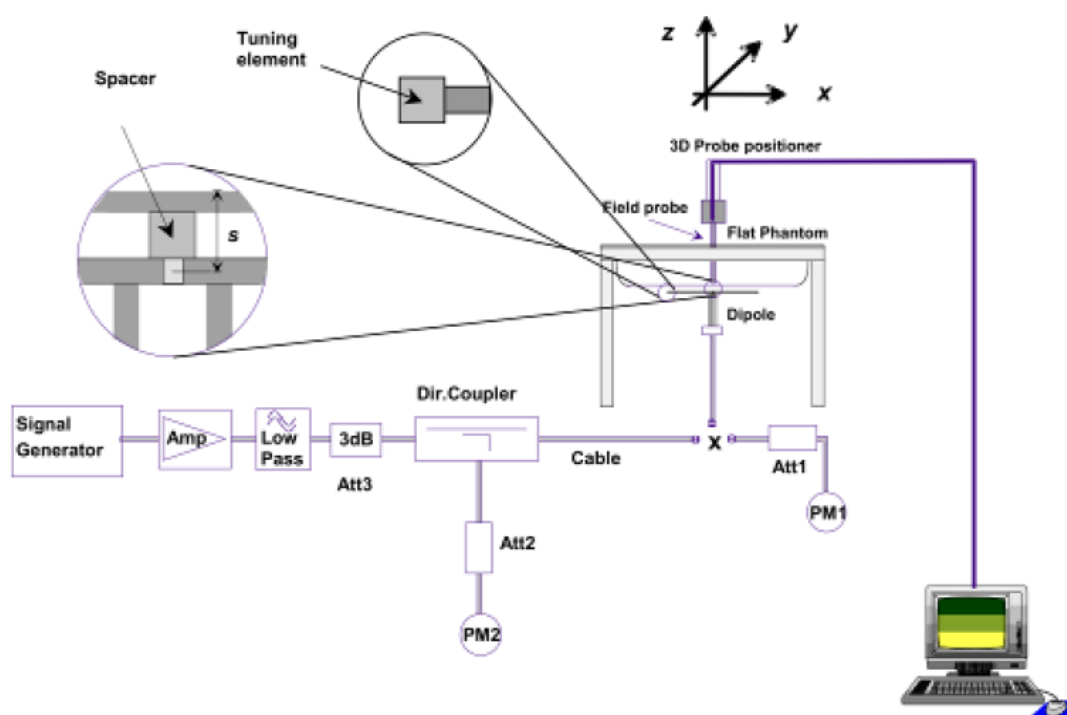 Tuning
element
Spacer
s
z
y
x
3D Probe positioner
Field probe
Flat Phantom
Dipole
Dir.Coupler
Signal
Generator
Amp
Low
Pass
3dB
Att3
Cable
X
Att1
PM1
Att2
PM2